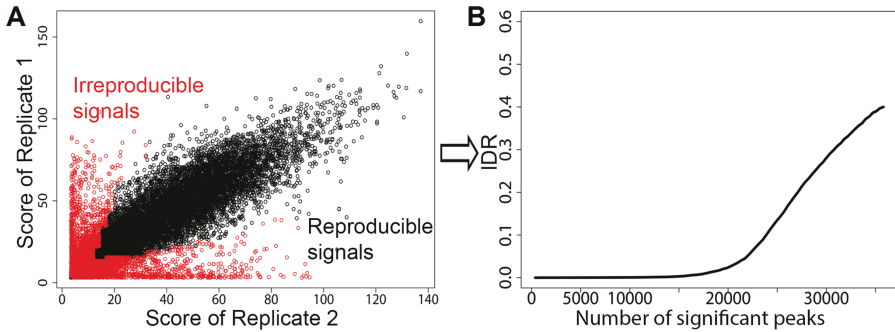 A
Score of Replicate 1
150
100
50
0
Irreproducible
signals
Reproducible
signals
0 20 40 60 80 100 120 140
Score of Replicate 2
B
IDR
0.6
0.5
0.4
0.3
0.2
0.1
0.0
0 5000 10000 20000 30000
Number of significant peaks